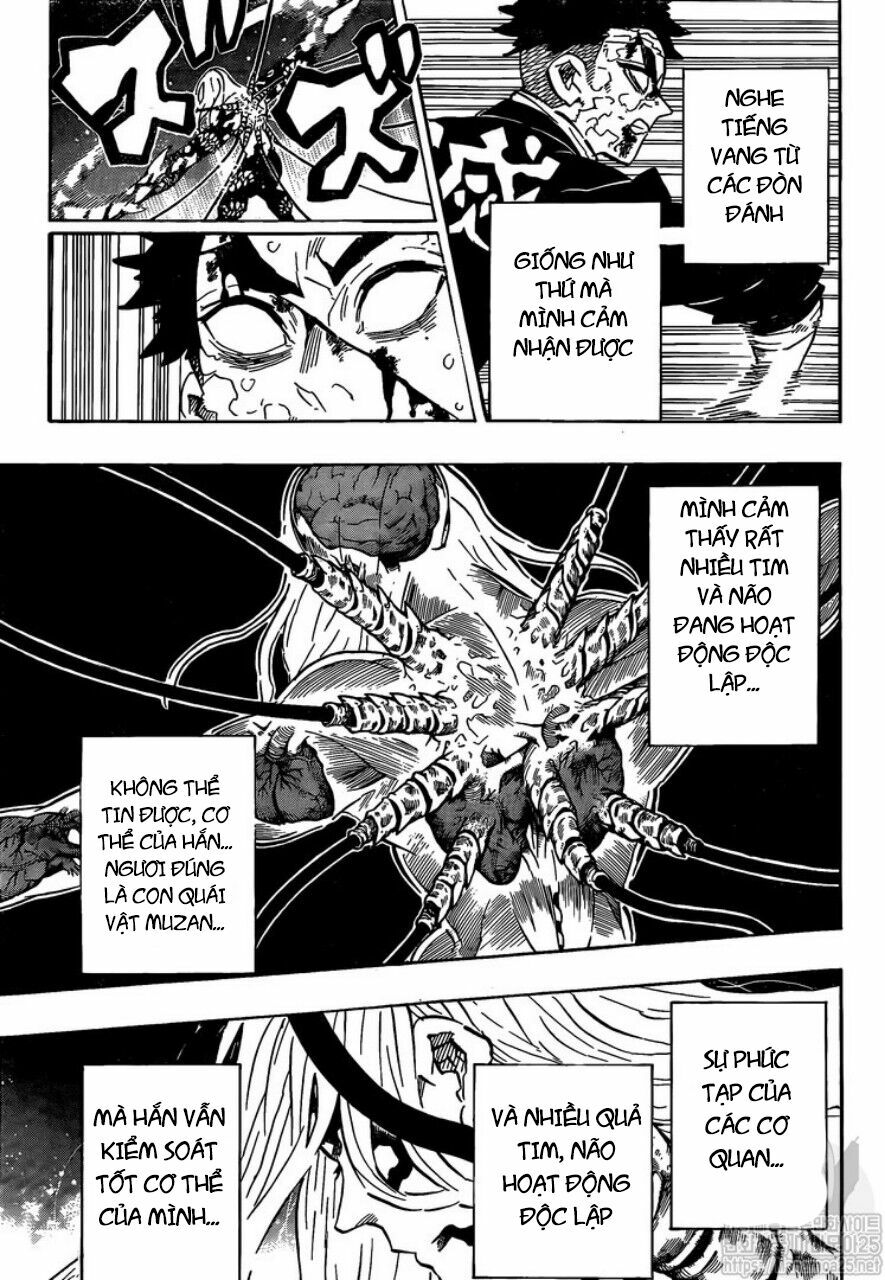 NGHE
TIẾNG
VANG TỪ
CÁC ĐÒN
ĐÁNH
GIỐNG NHƯ
THỨ MÀ
MÌNH CẢM
NHẬN ĐƯỢC
MÌNH CẢM
THẤY RẤT
NHIỀU TIM
VÀ NÃO
ĐANG HOẠT
ĐỘNG ĐỘC
LẬP...
KHÔNG THỂ
TIN ĐƯỢC, CƠ
THỂ CỦA HẮN...
NGƯƠI ĐÚNG
LÀ CON QUÁI
VẬT MUZAN...
SỰ PHỨC
TẠP CỦA
CÁC CƠ
QUAN...
VÀ NHIỀU QUẢ
TIM, NÃO
HOẠT ĐỘNG
ĐỘC LẬP
MÀ HẮN VẪN
KIỂM SOÁT
TỐT CƠ THỂ
CỦA MÌNH...